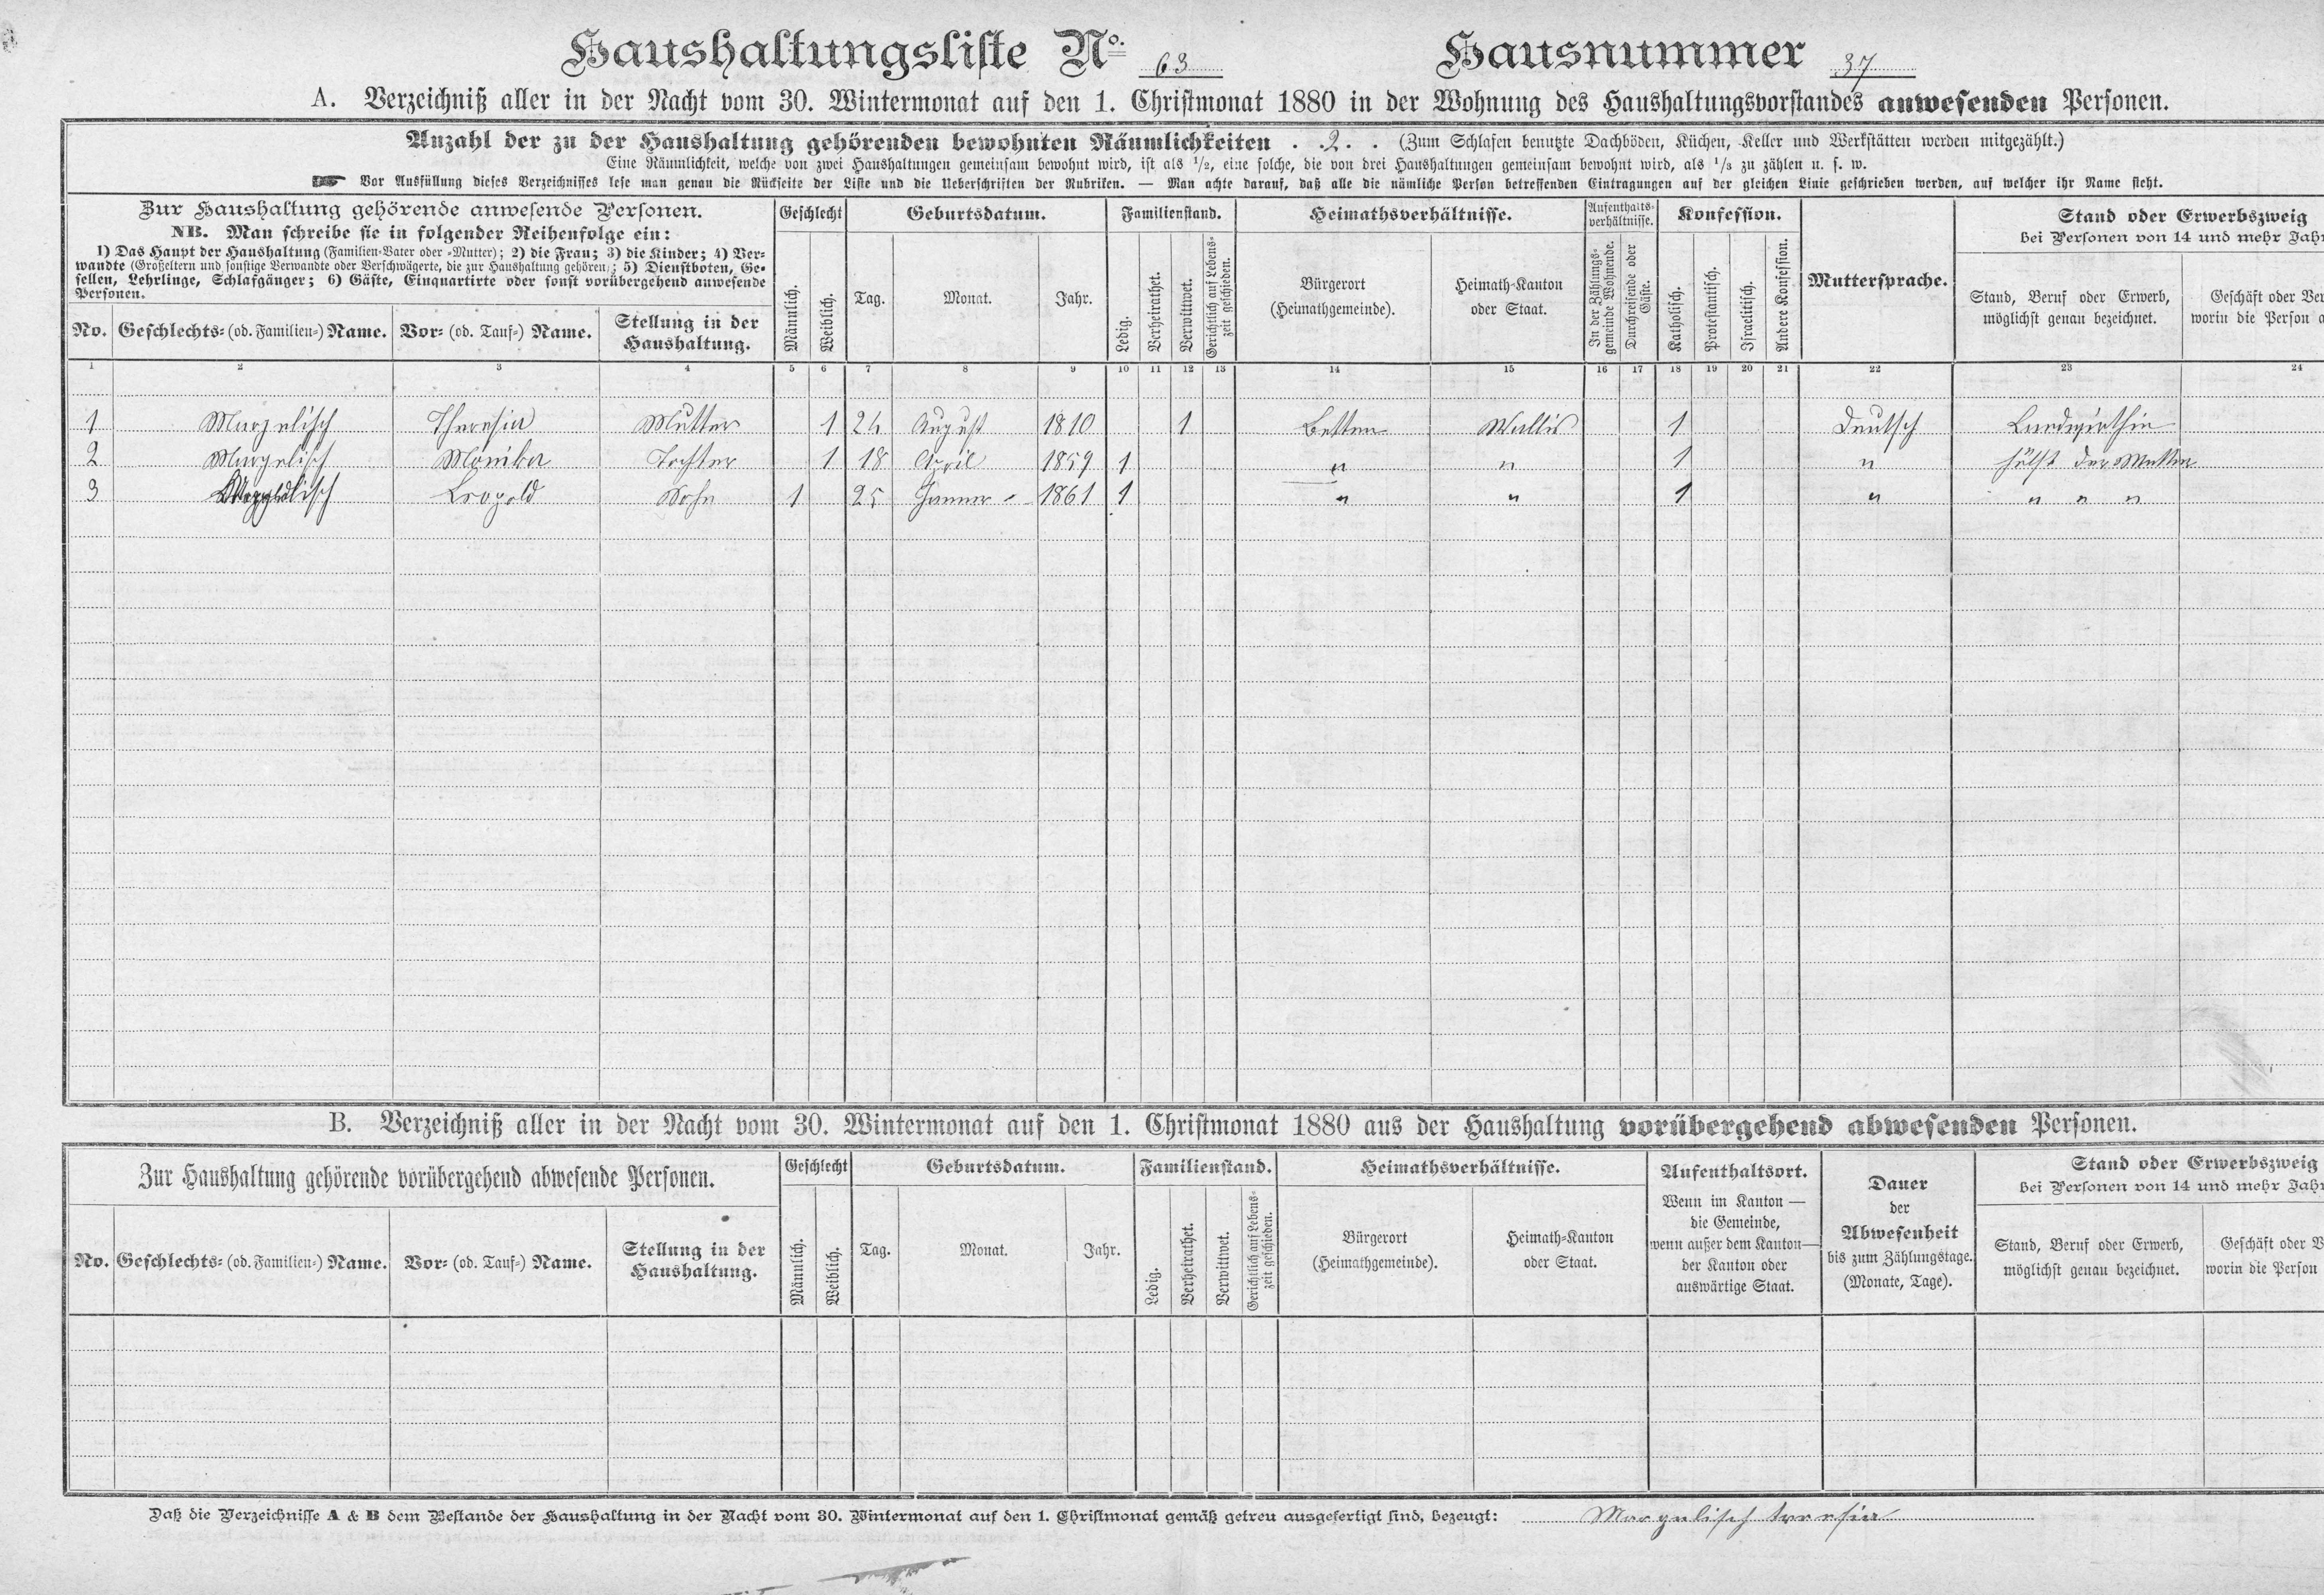 Haushaltungsliste No. 63 Hausnummer 37
A. Verzeichniß aller in der Nacht vom 30. Wintermonat auf den 1. Christmonat 1880 in der Wohnung des Haushaltungsvorstandes anwesenden Personen.
Anzahl der zu der Haushaltung gehörenden bewohnten Räumlichkeiten . 2 . . (Zum Schlafen benutzte Dachböden, Küchen, Keller und Werkstätten werden mitgezählt.)
Eine Räumlichkeit, welche von zwei Haushaltungen gemeinsam bewohnt wird, ist als 1/2, eine solche, die von drei Haushaltungen gemeinsam bewohnt wird, als 1/3 zu zählen u. s. w.
Vor Ausfüllung dieses Verzeichnisses lese man genau die Rückseite der Liste und die Ueberschriften der Rubriken. — Man achte darauf, daß alle die nämliche Person betreffenden Eintragungen auf der gleichen Linie geschrieben werden, auf welcher ihr Name steht.
Zur Haushaltung gehörende anwesende Personen.
NB. Man schreibe sie in folgender Reihenfolge ein:
1) Das Haupt der Haushaltung (Familien-Vater oder -Mutter); 2) die Frau; 3) die Kinder; 4) Ver-
wandte (Großeltern und sonstige Verwandte oder Verschwägerte, die zur Haushaltung gehören); 5) Dienstboten, Ge-
sellen, Lehrlinge, Schlafgänger; 6) Gäste, Einquartirte oder sonst vorübergehend anwesende
Personen.
No. Geschlechts- (od. Familien-) Name. Vor- (od. Tauf-) Name. Stellung in der
Haushaltung.
Geschlecht
Männlich. Weiblich.
Geburtsdatum.
Tag. Monat. Jahr.
Familienstand.
Ledig. Verheirathet. Verwittwet. Gerichtlich auf Lebens-
zeit geschieden.
Heimathsverhältnisse.
Bürgerort
(Heimathgemeinde).
Heimath-Kanton
oder Staat.
Aufenthalts-
verhältnisse.
In der Zählungs-
gemeinde Wohnende.
Durchreisende oder
Gäste.
Konfession.
Katholisch. Protestantisch. Israelitisch. Andere Konfession.
Muttersprache.
Stand oder Erwerbszweig
bei Personen von 14 und mehr Jahr
Stand, Beruf oder Erwerb,
möglichst genau bezeichnet.
Geschäft oder Ver
worin die Person a
1 2 3 4 5 6 7 8 9 10 11 12 13 14 15 16 17 18 19 20 21 22 23 24
1 Margelisch Theresia Mutter 1 24 August 1810 1 Betten Wallis 1 Deutsch Landwirthin
2 Margelisch Monika Tochter 1 18 April 1859 1 " " 1 " hilft der Mutter
3 Margelisch Leopold Sohn 1 25 Jenner 1861 1 " " 1 " " " "
B. Verzeichniß aller in der Nacht vom 30. Wintermonat auf den 1. Christmonat 1880 aus der Haushaltung vorübergehend abwesenden Personen.
Zur Haushaltung gehörende vorübergehend abwesende Personen.
No. Geschlechts- (od. Familien-) Name. Vor- (od. Tauf-) Name. Stellung in der
Haushaltung.
Geschlecht
Männlich. Weiblich.
Geburtsdatum.
Tag. Monat. Jahr.
Familienstand.
Ledig. Verheirathet. Verwittwet. Gerichtlich auf Lebens-
zeit geschieden.
Heimathsverhältnisse.
Bürgerort
(Heimathgemeinde).
Heimath-Kanton
oder Staat.
Aufenthaltsort.
Wenn im Kanton —
die Gemeinde,
wenn außer dem Kanton —
der Kanton oder
auswärtige Staat.
Dauer
der
Abwesenheit
bis zum Zählungstage.
(Monate, Tage).
Stand oder Erwerbszweig
bei Personen von 14 und mehr Jahr
Stand, Beruf oder Erwerb,
möglichst genau bezeichnet.
Geschäft oder V
worin die Person
Daß die Verzeichnisse A & B dem Bestande der Haushaltung in der Nacht vom 30. Wintermonat auf den 1. Christmonat gemäß getreu ausgefertigt sind, bezeugt: Margelisch tresia